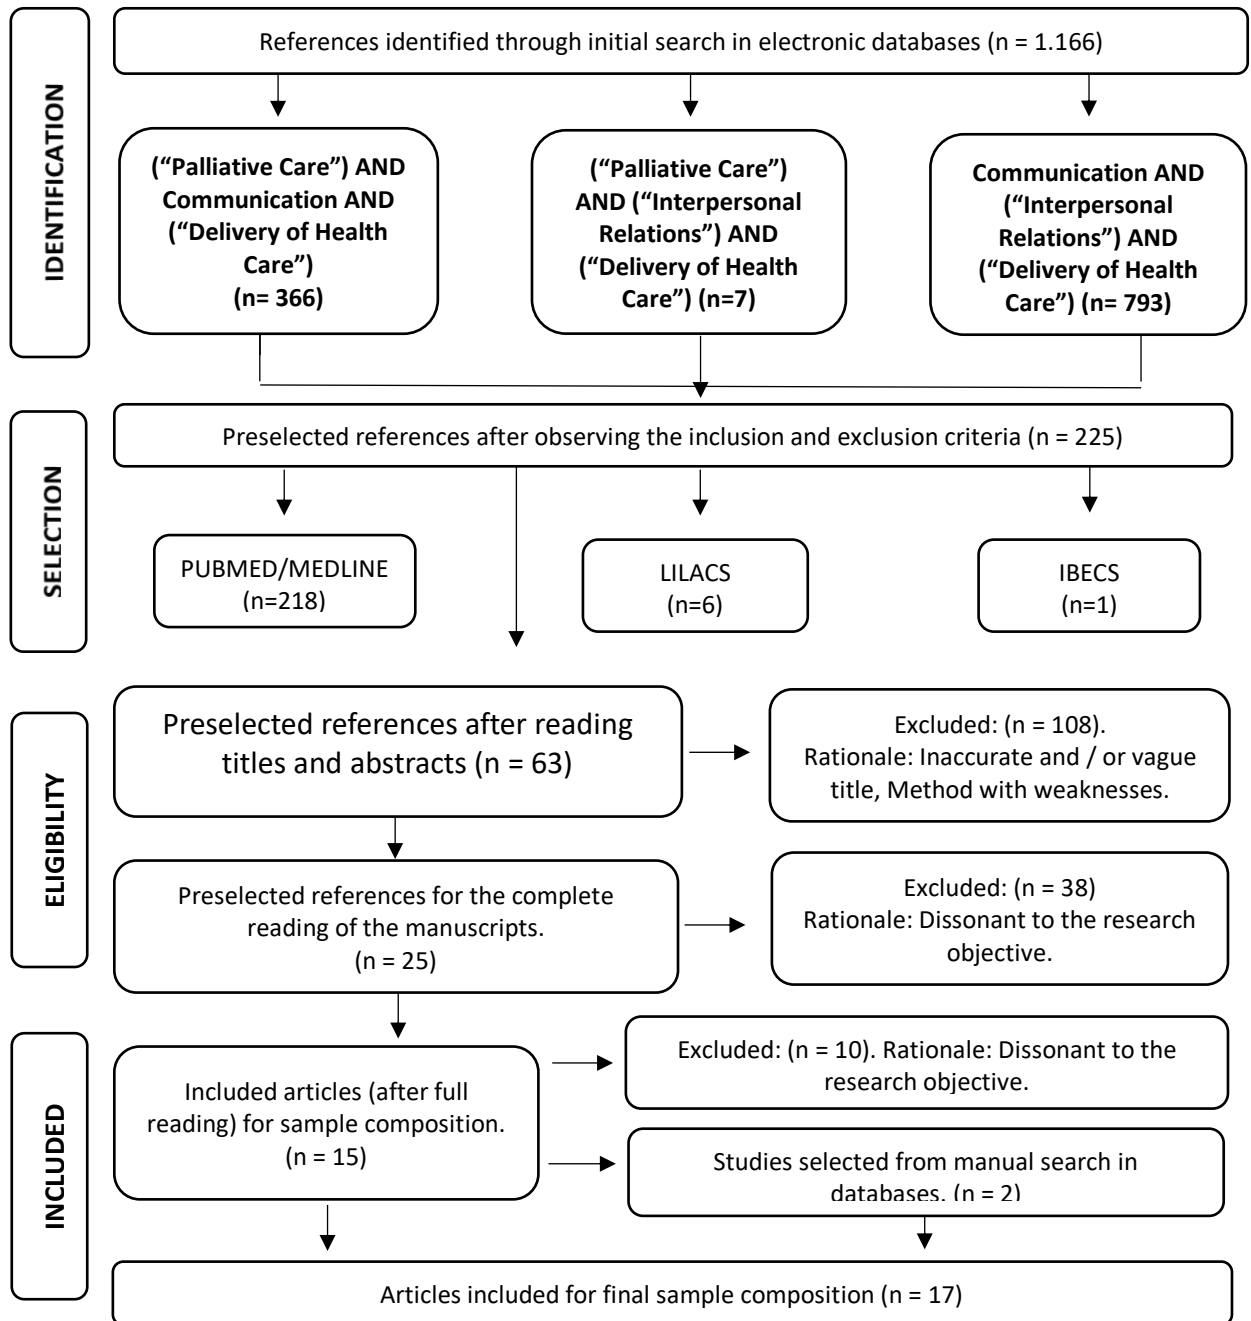 IDENTIFICATION
References identified through initial search in electronic databases (n = 1.166)
(“Palliative Care”) AND
Communication AND
(“Delivery of Health
Care”)
(n= 366)
(“Palliative Care”)
AND (“Interpersonal
Relations”) AND
(“Delivery of Health
Care”) (n=7)
Communication AND
(“Interpersonal
Relations”) AND
(“Delivery of Health
Care”) (n= 793)
SELECTION
Preselected references after observing the inclusion and exclusion criteria (n = 225)
PUBMED/MEDLINE
(n=218)
LILACS
(n=6)
IBECS
(n=1)
ELIGIBILITY
Preselected references after reading
titles and abstracts (n = 63)
Excluded: (n = 108).
Rationale: Inaccurate and / or vague
title, Method with weaknesses.
Preselected references for the complete
reading of the manuscripts.
(n = 25)
Excluded: (n = 38)
Rationale: Dissonant to the research
objective.
INCLUDED
Included articles (after full
reading) for sample composition.
(n = 15)
Excluded: (n = 10). Rationale: Dissonant to the
research objective.
Studies selected from manual search in
databases. (n = 2)
Articles included for final sample composition (n = 17)